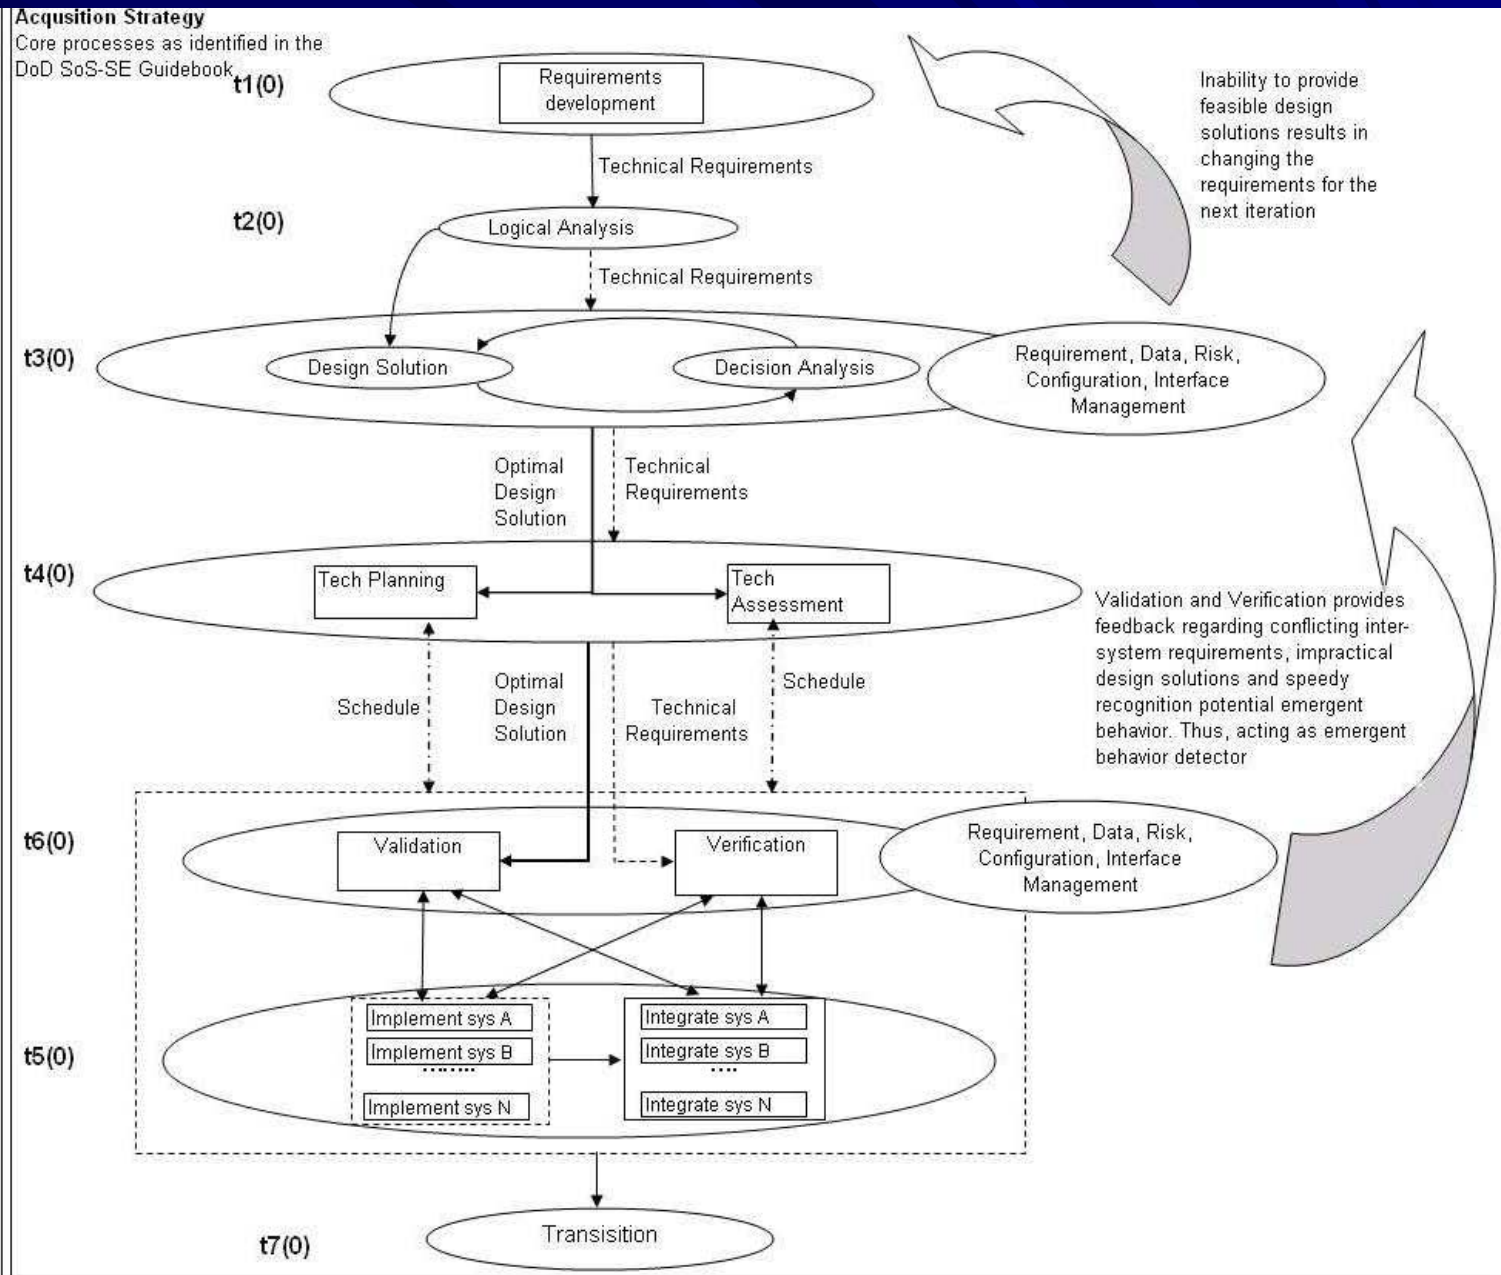 Acqusition Strategy
Core processes as identified in the
DoD SoS-SE Guidebook
t1(0)
Requirements
development
Inability to provide
feasible design
solutions results in
changing the
requirements for the
next iteration
Technical Requirements
t2(0)
Logical Analysis
Technical Requirements
t3(0)
Design Solution
Decision Analysis
Requirement, Data, Risk,
Configuration, Interface
Management
Optimal
Design
Solution
Technical
Requirements
t4(0)
Tech Planning
Tech
Assessment
Validation and Verification provides
feedback regarding conflicting inter-
system requirements, impractical
design solutions and speedy
recognition potential emergent
behavior. Thus, acting as emergent
behavior detector
Schedule
Optimal
Design
Solution
Technical
Requirements
Schedule
t6(0)
Validation
Verification
Requirement, Data, Risk,
Configuration, Interface
Management
t5(0)
Implement sys A
Implement sys B
........
Implement sys N
Integrate sys A
Integrate sys B
....
Integrate sys N
t7(0)
Transisition